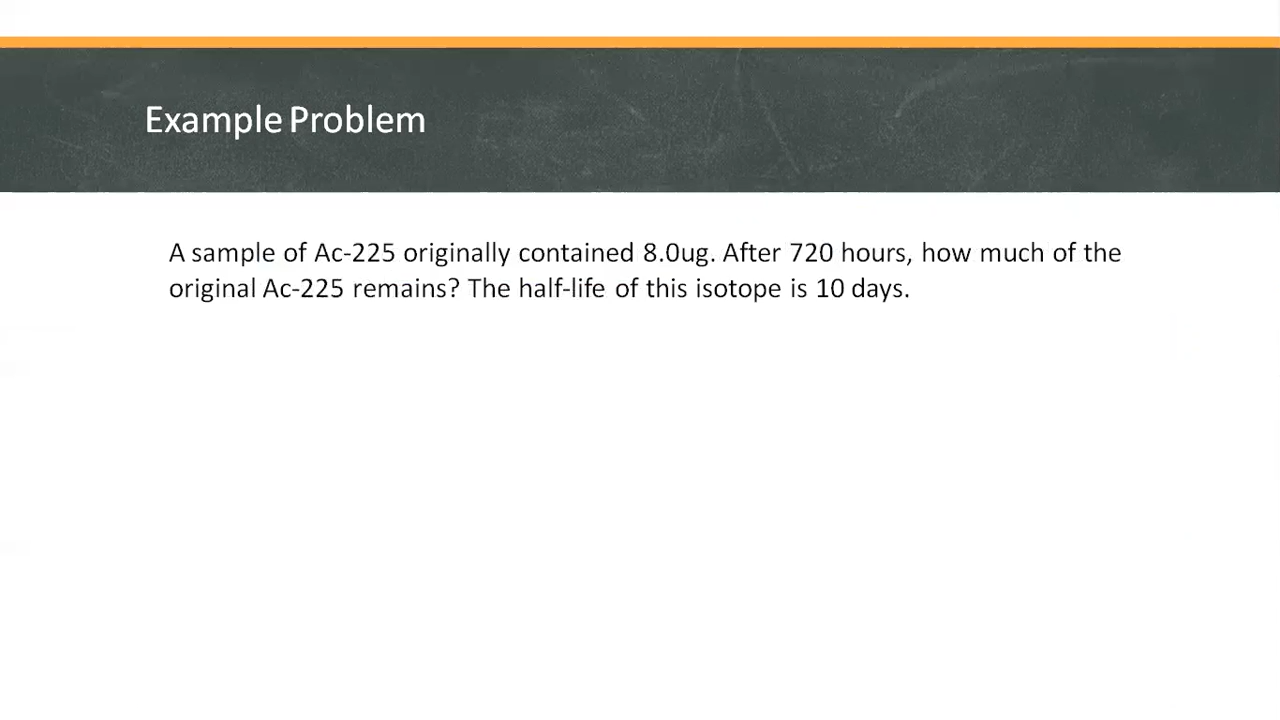 Example Problem
A sample of Ac-225 originally contained 8.0ug. After 720 hours, how much of the
original Ac-225 remains? The half-life of this isotope is 10 days.